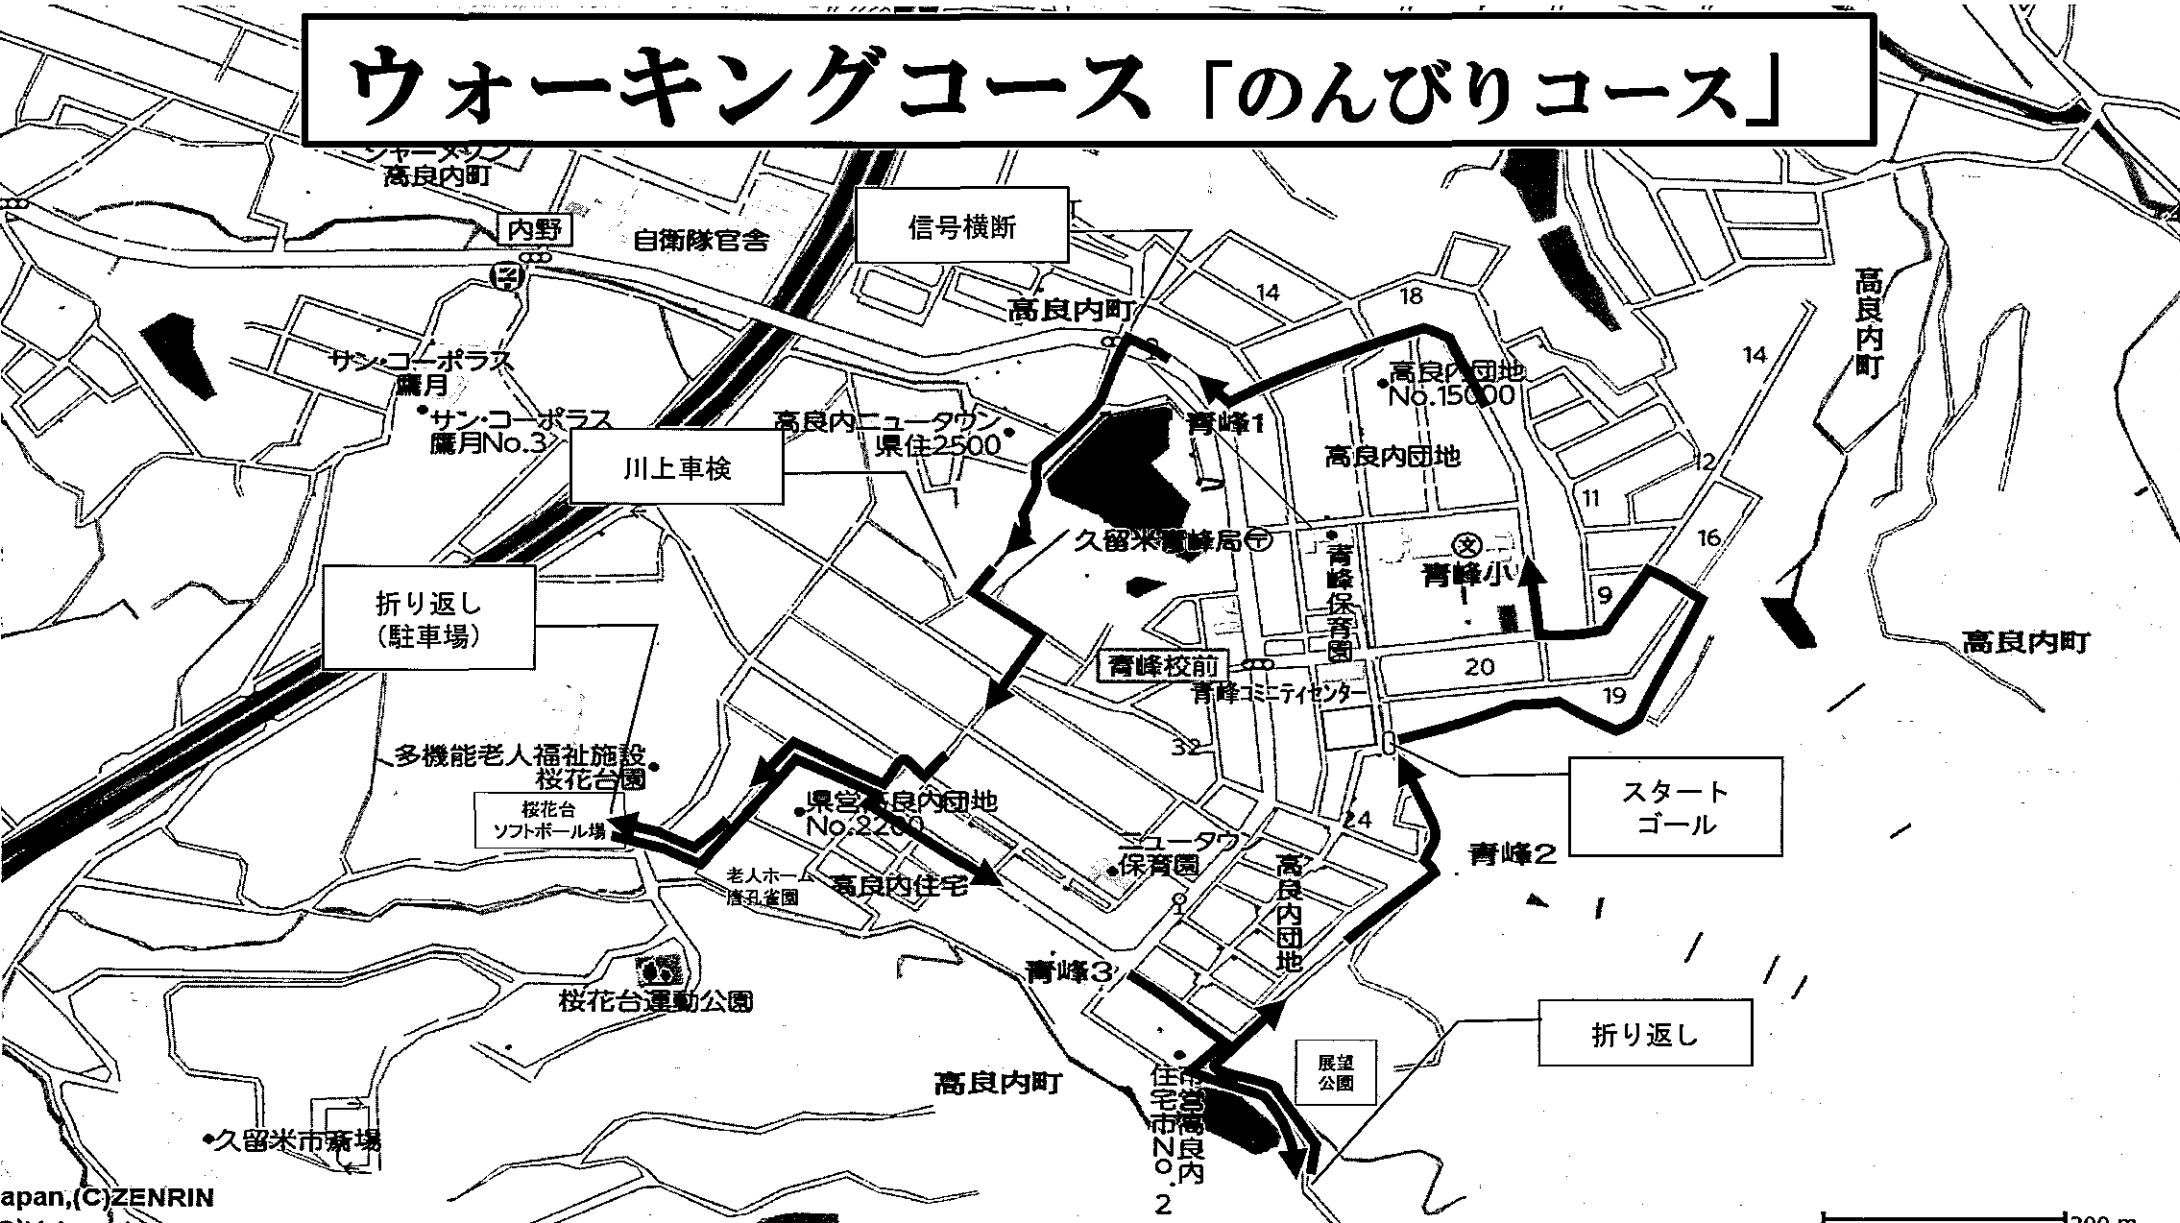 ウォーキングコース「のんびりコース」
シャーメゾン
高良内町
内野
自衛隊官舎
信号横断
高良内町
14
18
高良内町
14
サン・コーポラス
鷹月
サン・コーポラス
鷹月No.3
高良内ニュータウン
県住2500
青峰1
高良内団地
No.15000
高良内団地
川上車検
12
11
16
久留米青峰局
青峰保育園
文
青峰小
9
折り返し
(駐車場)
青峰校前
20
19
青峰コミニティセンター
高良内町
32
多機能老人福祉施設
桜花台園
桜花台
ソフトボール場
県営高良内団地
No.2200
スタート
ゴール
24
青峰2
ニュータウ
保育園
高良内団地
老人ホーム
唐孔雀園
高良内住宅
青峰3
桜花台運動公園
折り返し
展望
公園
高良内町
市営高良内
住宅市No.2
久留米市斎場
apan,(C)ZENRIN
200 m